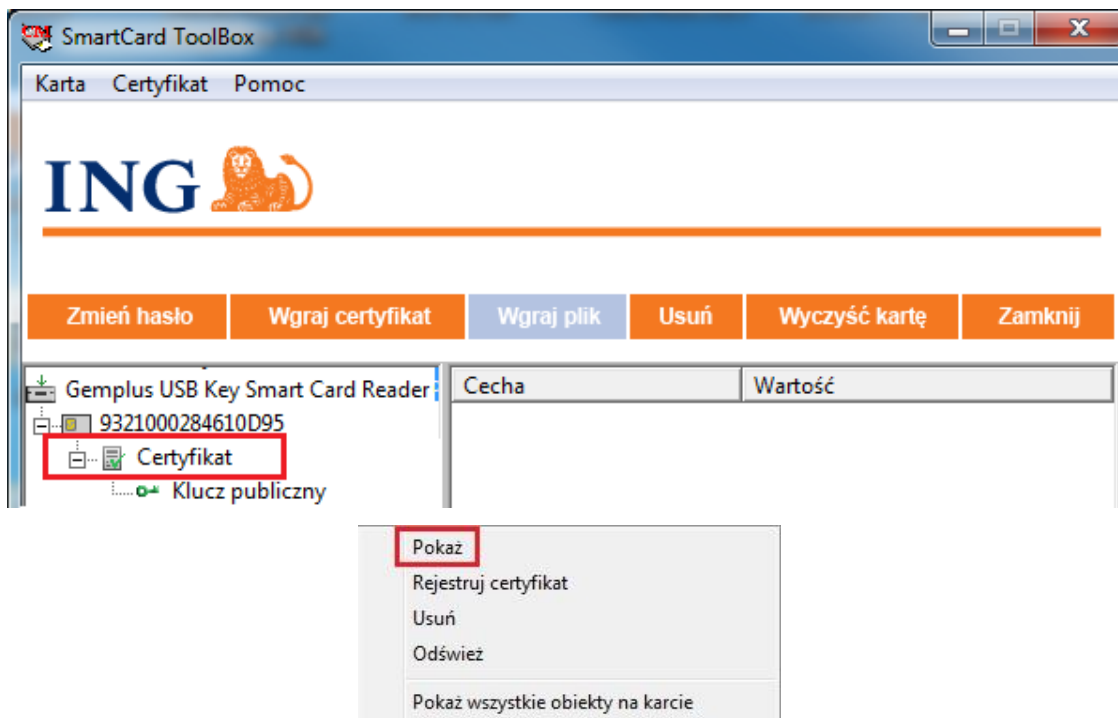 SmartCard ToolBox
Karta Certyfikat Pomoc
ING
Zmień hasło Wgraj certyfikat Wgraj plik Usuń Wyczyść kartę Zamknij
Gemplus USB Key Smart Card Reader Cecha Wartość
9321000284610D95
Certyfikat
Klucz publiczny
Pokaż
Rejestruj certyfikat
Usuń
Odśwież
Pokaż wszystkie obiekty na karcie